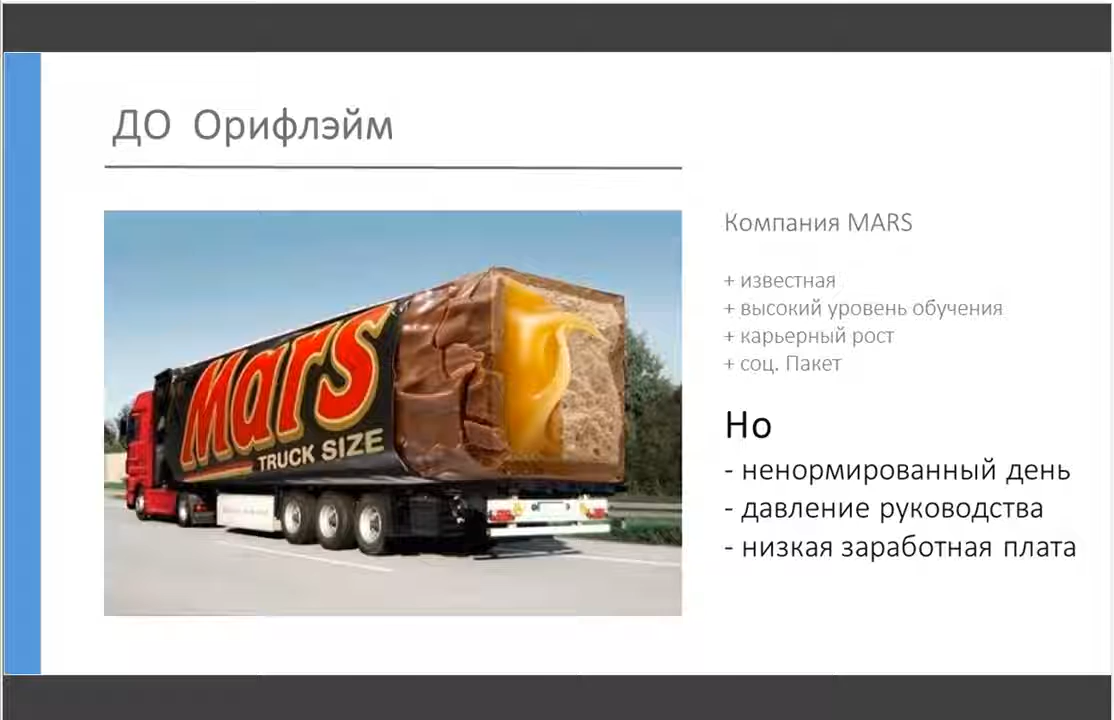 ДО Орифлэйм
Компания MARS
+ известная
+ высокий уровень обучения
+ карьерный рост
+ соц. Пакет
Но
- ненормированный день
- давление руководства
- низкая заработная плата
Mars
TRUCK SIZE